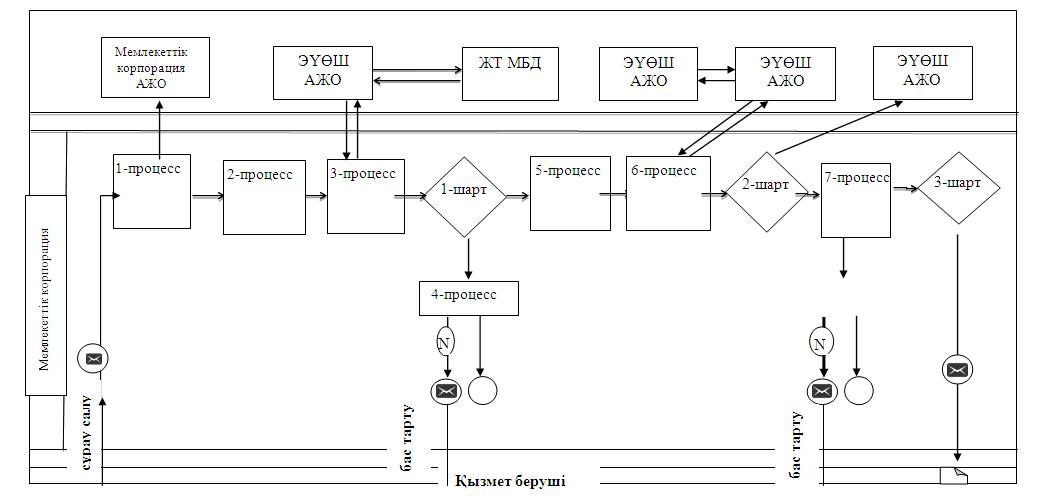 Мемлекеттік
корпорация
АЖО
ЭҮӨШ
АЖО
ЖТ МБД
ЭҮӨШ
АЖО
ЭҮӨШ
АЖО
ЭҮӨШ
АЖО
1-процесс
2-процесс
3-процесс
1-шарт
5-процесс
6-процесс
2-шарт
7-процесс
3-шарт
Мемлекеттік корпорация
4-процесс
N
N
сұрау салу
бас тарту
бас тарту
Қызмет беруші